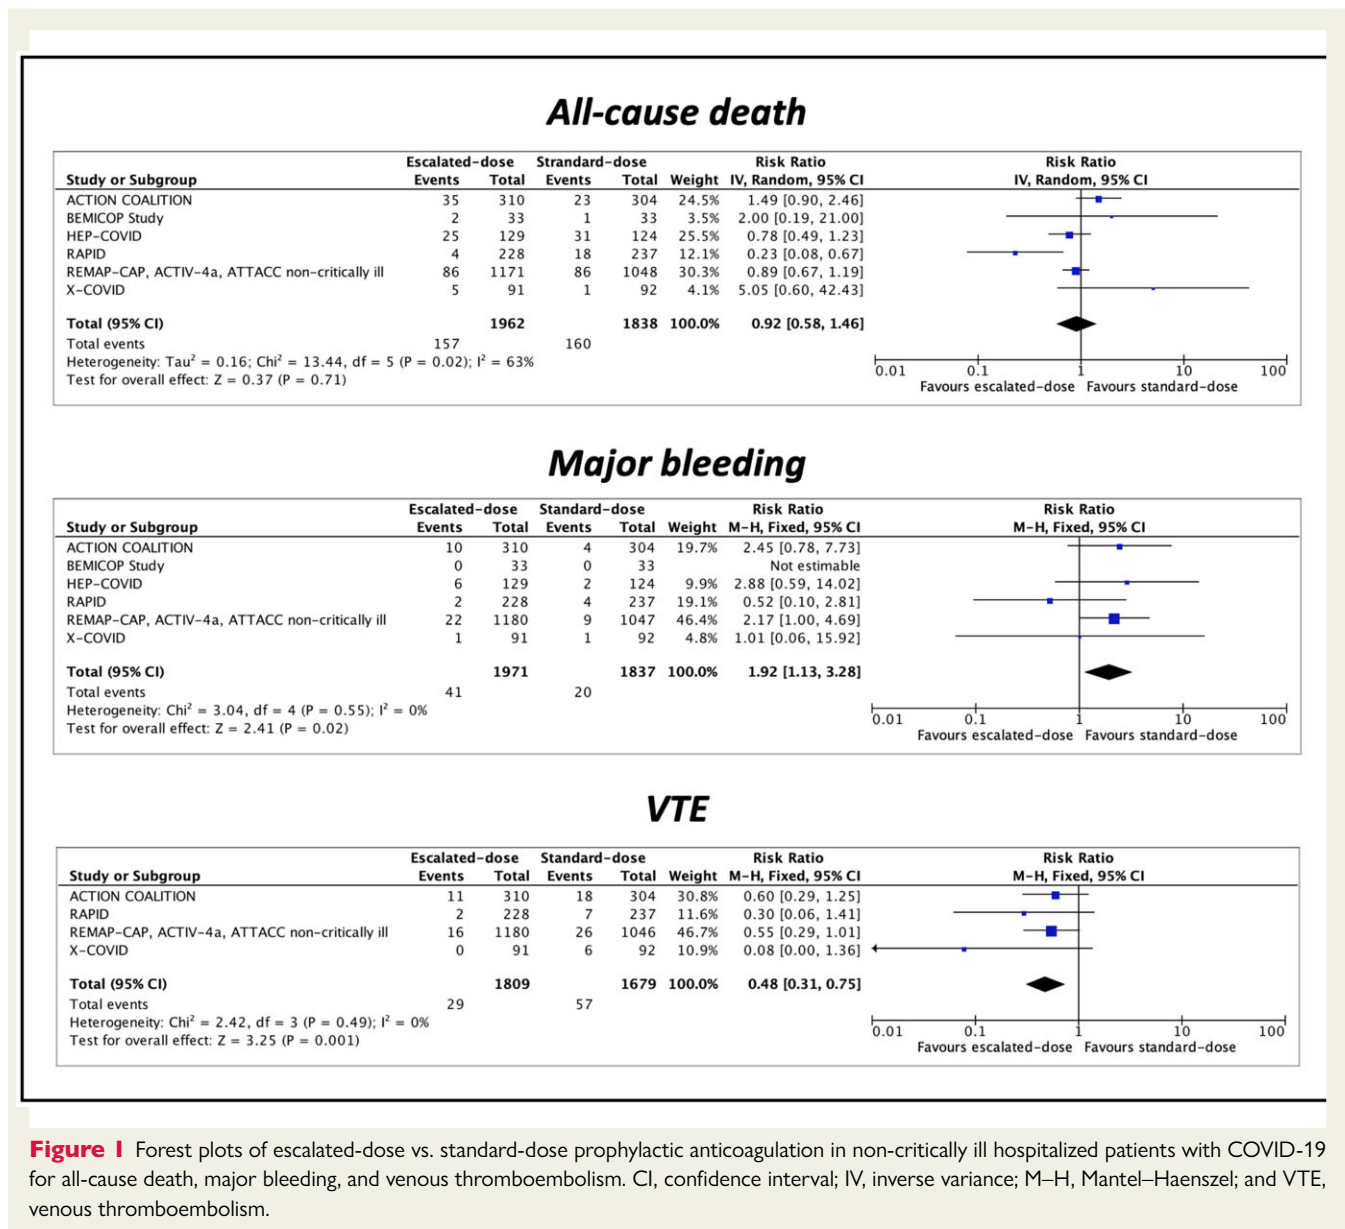 All-cause death
Escalated-dose Strandard-dose Risk Ratio Risk Ratio
Study or Subgroup Events Total Events Total Weight IV, Random, 95% CI IV, Random, 95% CI
ACTION COALITION 35 310 23 304 24.5% 1.49 [0.90, 2.46]
BEMICOP Study 2 33 1 33 3.5% 2.00 [0.19, 21.00]
HEP-COVID 25 129 31 124 25.5% 0.78 [0.49, 1.23]
RAPID 4 228 18 237 12.1% 0.23 [0.08, 0.67]
REMAP-CAP, ACTIV-4a, ATTACC non-critically ill 86 1171 86 1048 30.3% 0.89 [0.67, 1.19]
X-COVID 5 91 1 92 4.1% 5.05 [0.60, 42.43]
Total (95% CI) 1962 1838 100.0% 0.92 [0.58, 1.46]
Total events 157 160
Heterogeneity: Tau² = 0.16; Chi² = 13.44, df = 5 (P = 0.02); I² = 63%
Test for overall effect: Z = 0.37 (P = 0.71)
0.01 0.1 1 10 100
Favours escalated-dose Favours standard-dose
Major bleeding
Escalated-dose Standard-dose Risk Ratio Risk Ratio
Study or Subgroup Events Total Events Total Weight M-H, Fixed, 95% CI M-H, Fixed, 95% CI
ACTION COALITION 10 310 4 304 19.7% 2.45 [0.78, 7.73]
BEMICOP Study 0 33 0 33 Not estimable
HEP-COVID 6 129 2 124 9.9% 2.88 [0.59, 14.02]
RAPID 2 228 4 237 19.1% 0.52 [0.10, 2.81]
REMAP-CAP, ACTIV-4a, ATTACC non-critically ill 22 1180 9 1047 46.4% 2.17 [1.00, 4.69]
X-COVID 1 91 1 92 4.8% 1.01 [0.06, 15.92]
Total (95% CI) 1971 1837 100.0% 1.92 [1.13, 3.28]
Total events 41 20
Heterogeneity: Chi² = 3.04, df = 4 (P = 0.55); I² = 0%
Test for overall effect: Z = 2.41 (P = 0.02)
0.01 0.1 1 10 100
Favours escalated-dose Favours standard-dose
VTE
Escalated-dose Standard-dose Risk Ratio Risk Ratio
Study or Subgroup Events Total Events Total Weight M-H, Fixed, 95% CI M-H, Fixed, 95% CI
ACTION COALITION 11 310 18 304 30.8% 0.60 [0.29, 1.25]
RAPID 2 228 7 237 11.6% 0.30 [0.06, 1.41]
REMAP-CAP, ACTIV-4a, ATTACC non-critically ill 16 1180 26 1046 46.7% 0.55 [0.29, 1.01]
X-COVID 0 91 6 92 10.9% 0.08 [0.00, 1.36]
Total (95% CI) 1809 1679 100.0% 0.48 [0.31, 0.75]
Total events 29 57
Heterogeneity: Chi² = 2.42, df = 3 (P = 0.49); I² = 0%
Test for overall effect: Z = 3.25 (P = 0.001)
0.01 0.1 1 10 100
Favours escalated-dose Favours standard-dose
Figure 1 Forest plots of escalated-dose vs. standard-dose prophylactic anticoagulation in non-critically ill hospitalized patients with COVID-19
for all-cause death, major bleeding, and venous thromboembolism. CI, confidence interval; IV, inverse variance; M–H, Mantel–Haenszel; and VTE,
venous thromboembolism.